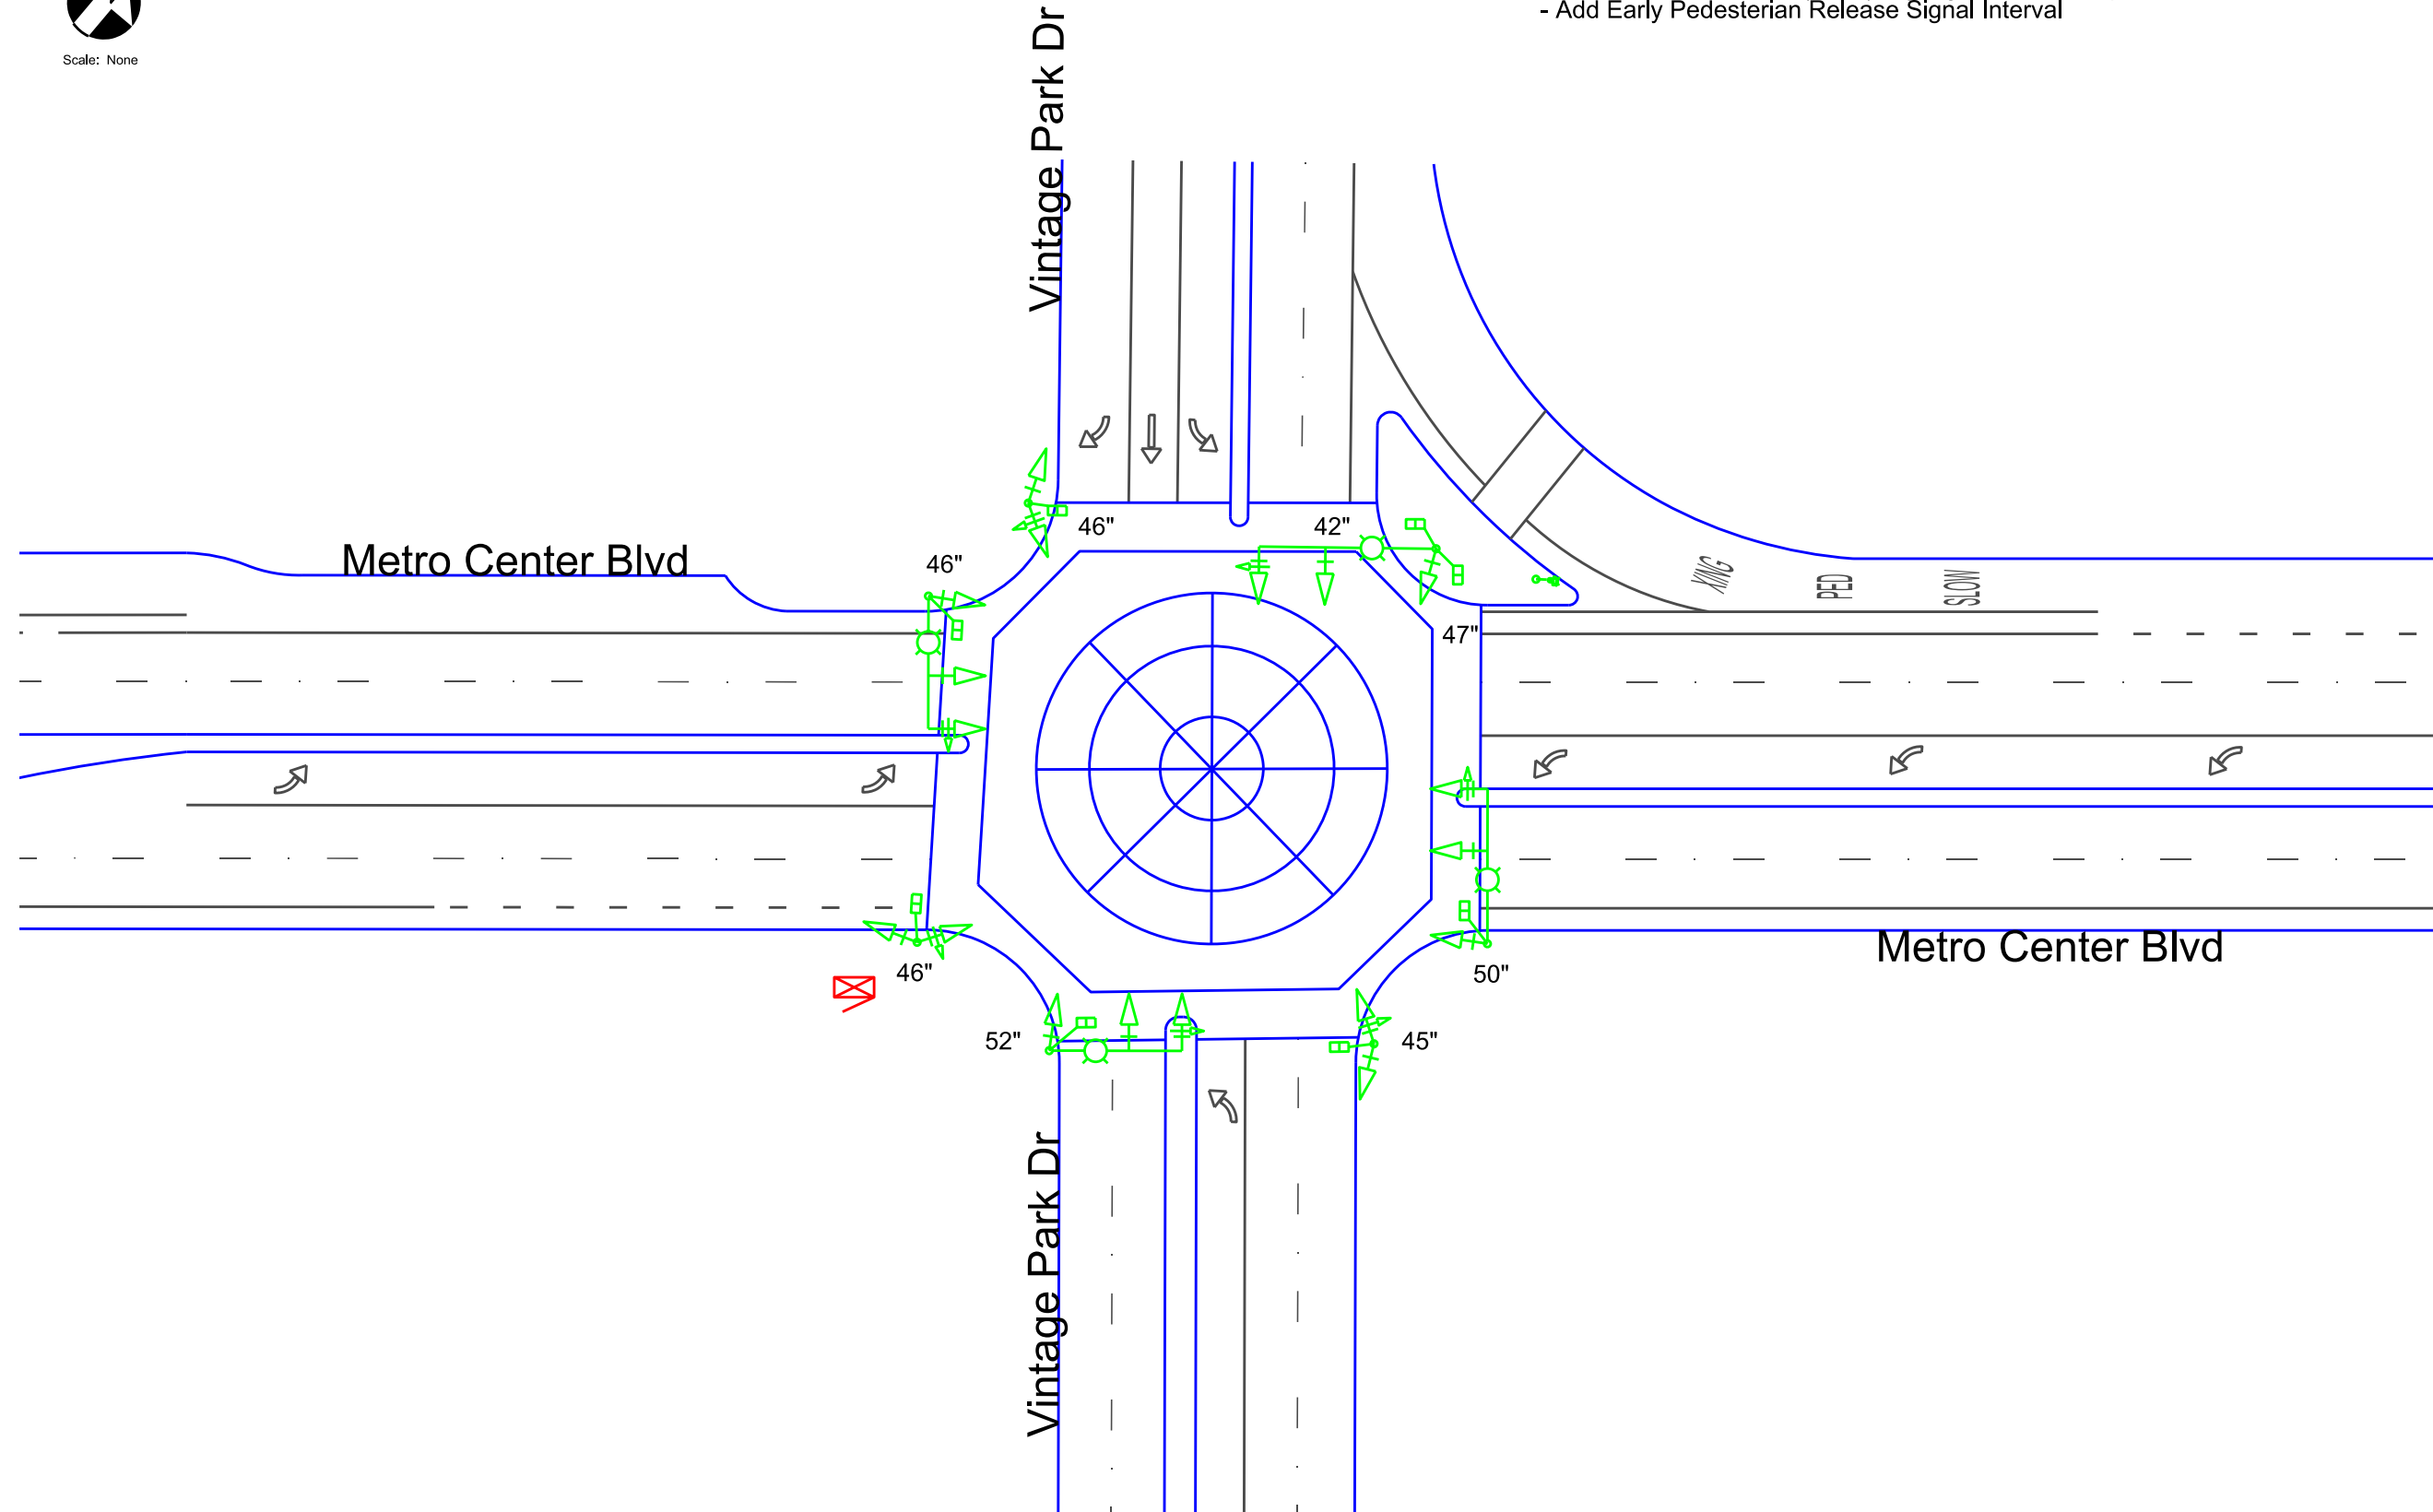 - Add Early Pedesterian Release Signal Interval
Scale: None
Vintage Park Dr
46"
42"
Metro Center Blvd
46"
XING
PED
SLOW
47"
Metro Center Blvd
46"
50"
52"
45"
Vintage Park Dr